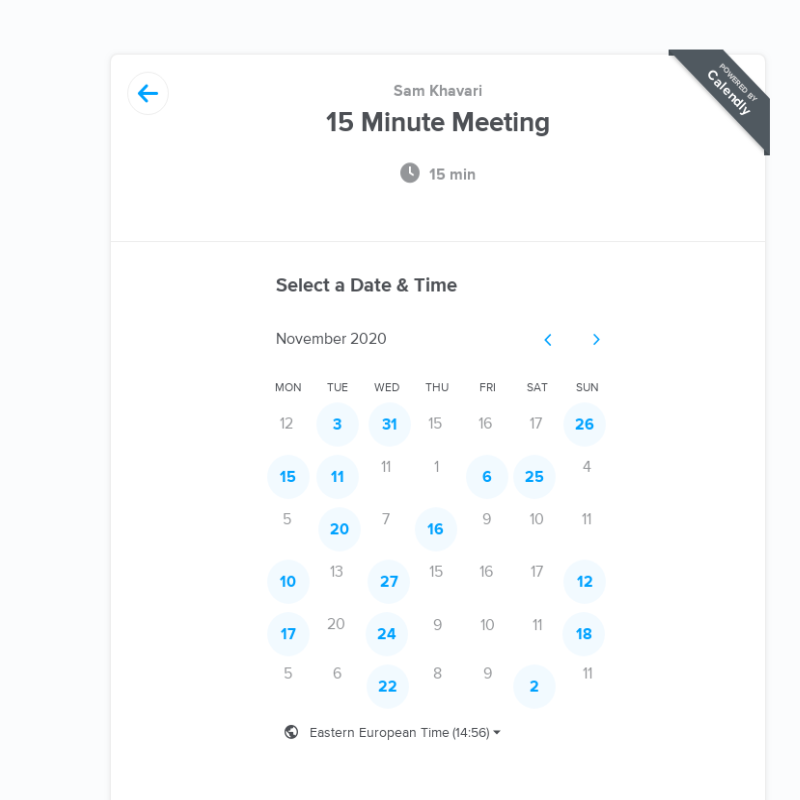 POWERED BY
Calendly
Sam Khavari
15 Minute Meeting
15 min
Select a Date & Time
November 2020
MON TUE WED THU FRI SAT SUN
12 3 31 15 16 17 26
15 11 11 1 6 25 4
5 20 7 16 9 10 11
10 13 27 15 16 17 12
17 20 24 9 10 11 18
5 6 22 8 9 2 11
Eastern European Time (14:56)